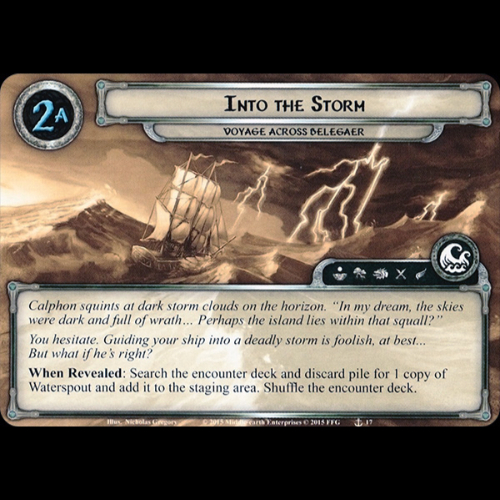 2A
INTO THE STORM
VOYAGE ACROSS BELEGAER
Calphon squints at dark storm clouds on the horizon. “In my dream, the skies
were dark and full of wrath… Perhaps the island lies within that squall?”
You hesitate. Guiding your ship into a deadly storm is foolish, at best…
But what if he’s right?
When Revealed: Search the encounter deck and discard pile for 1 copy of
Waterspout and add it to the staging area. Shuffle the encounter deck.
Illus. Nicholas Gregory © 2015 Middle-earth Enterprises © 2015 FFG 17